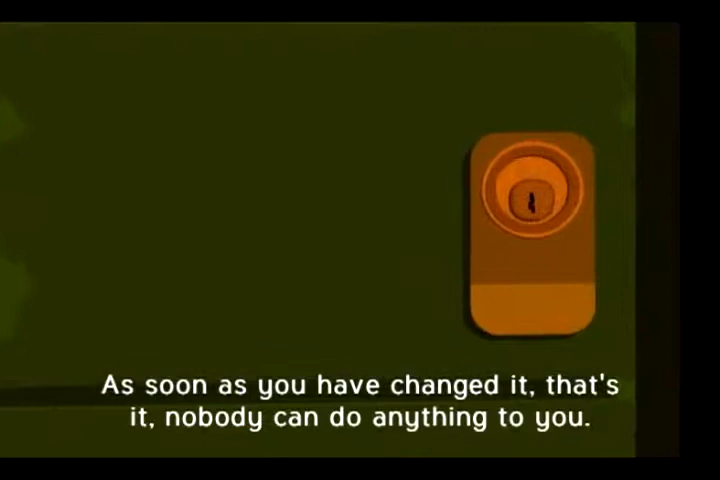 As soon as you have changed it, that's
it, nobody can do anything to you.